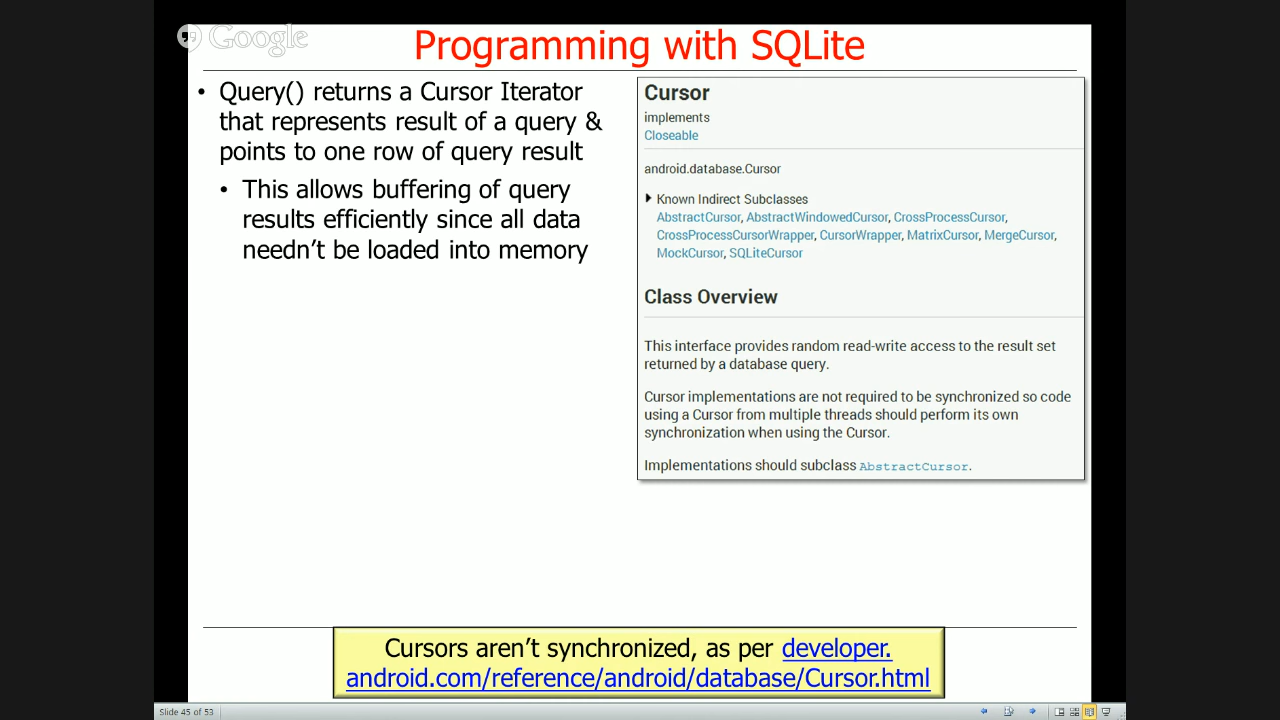 Google
Programming with SQLite
• Query() returns a Cursor Iterator
that represents result of a query &
points to one row of query result
• This allows buffering of query
results efficiently since all data
needn't be loaded into memory
Cursor
implements
Closeable
android.database.Cursor
Known Indirect Subclasses
AbstractCursor, AbstractWindowedCursor, CrossProcessCursor,
CrossProcessCursorWrapper, CursorWrapper, MatrixCursor, MergeCursor,
MockCursor, SQLiteCursor
Class Overview
This interface provides random read-write access to the result set
returned by a database query.
Cursor implementations are not required to be synchronized so code
using a Cursor from multiple threads should perform its own
synchronization when using the Cursor.
Implementations should subclass AbstractCursor.
Cursors aren't synchronized, as per developer.
android.com/reference/android/database/Cursor.html
Slide 45 of 53